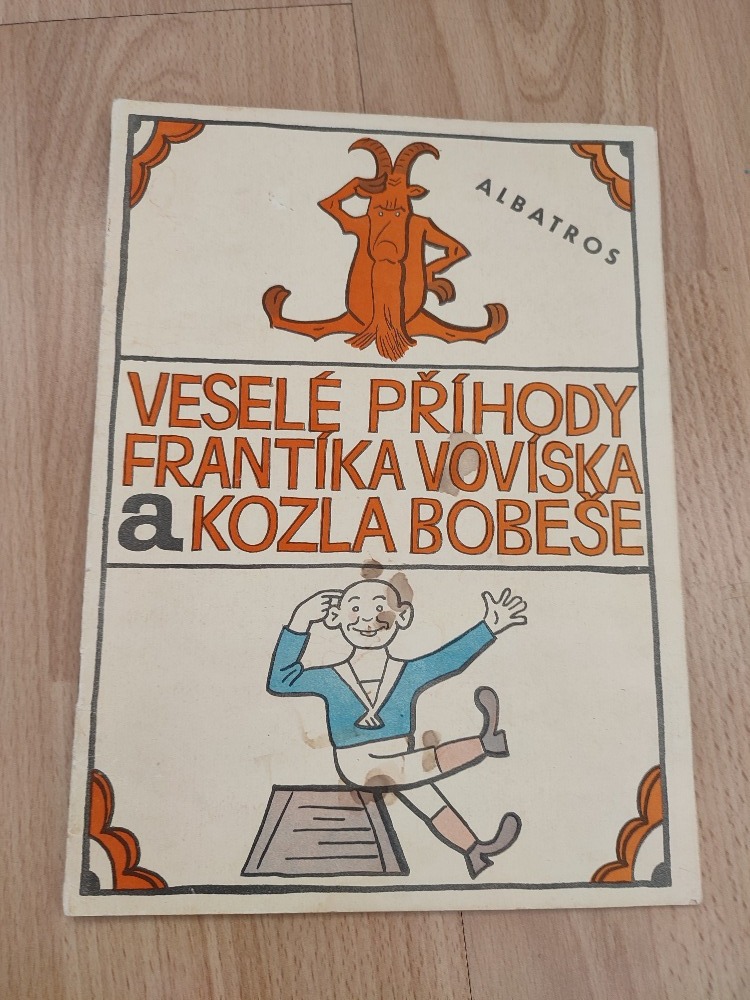 ALBATROS
VESELÉ PŘÍHODY
FRANTÍKA VOVÍSKA
a KOZLA BOBEŠE